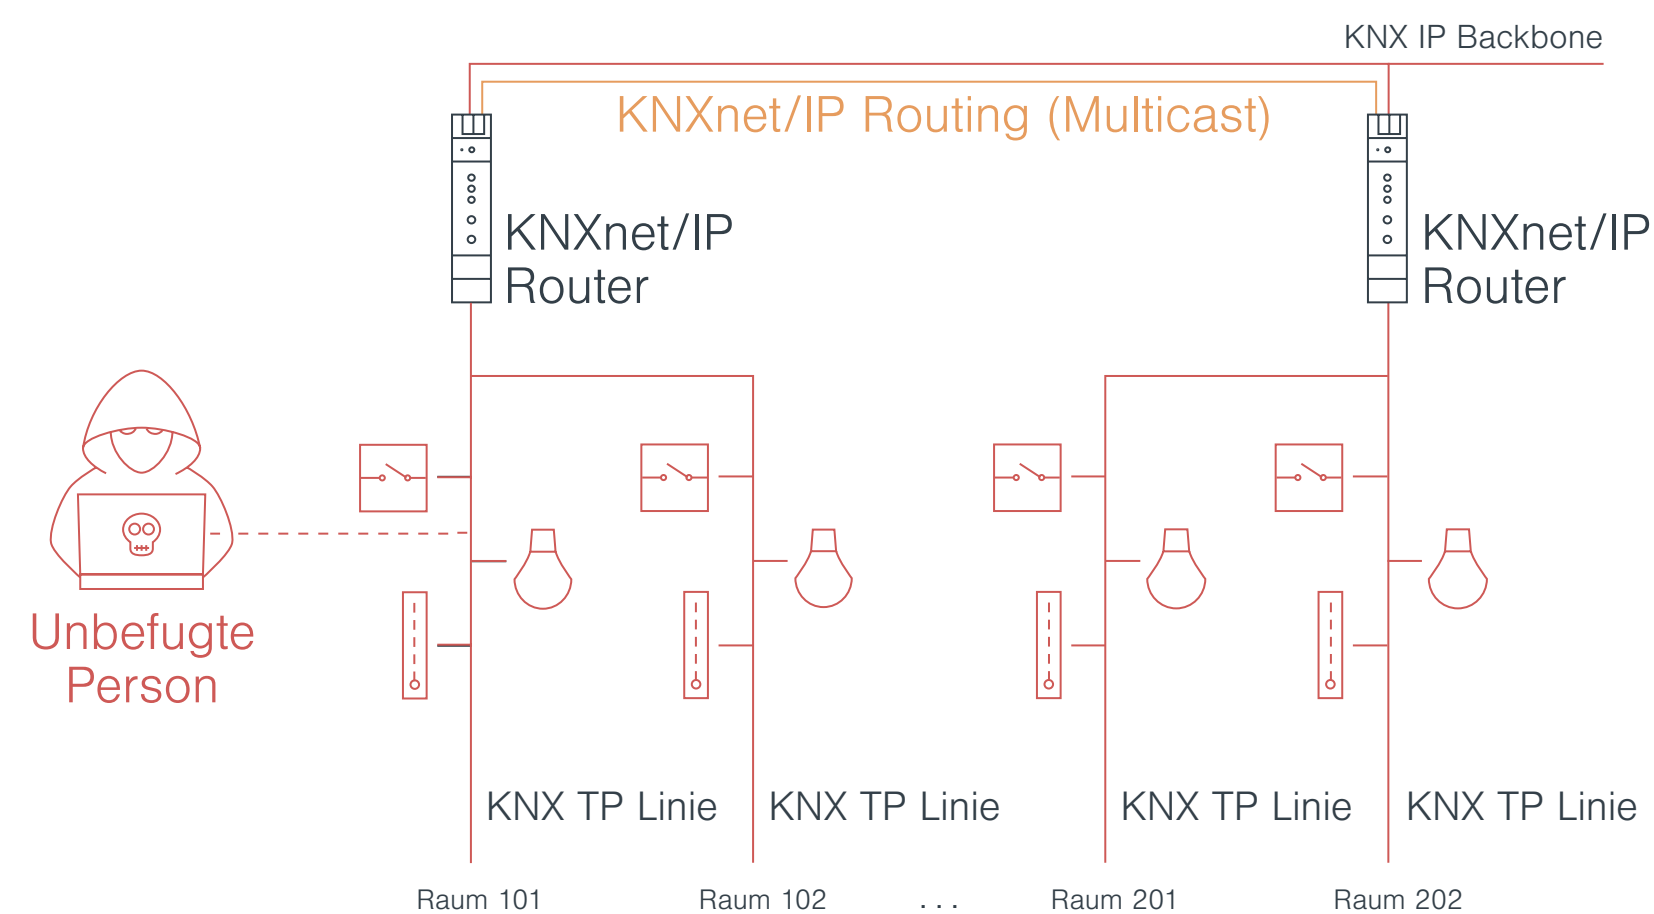 KNX IP Backbone
KNXnet/IP Routing (Multicast)
KNXnet/IP
Router
KNXnet/IP
Router
Unbefugte
Person
KNX TP Linie
KNX TP Linie
KNX TP Linie
KNX TP Linie
Raum 101
Raum 102
...
Raum 201
Raum 202